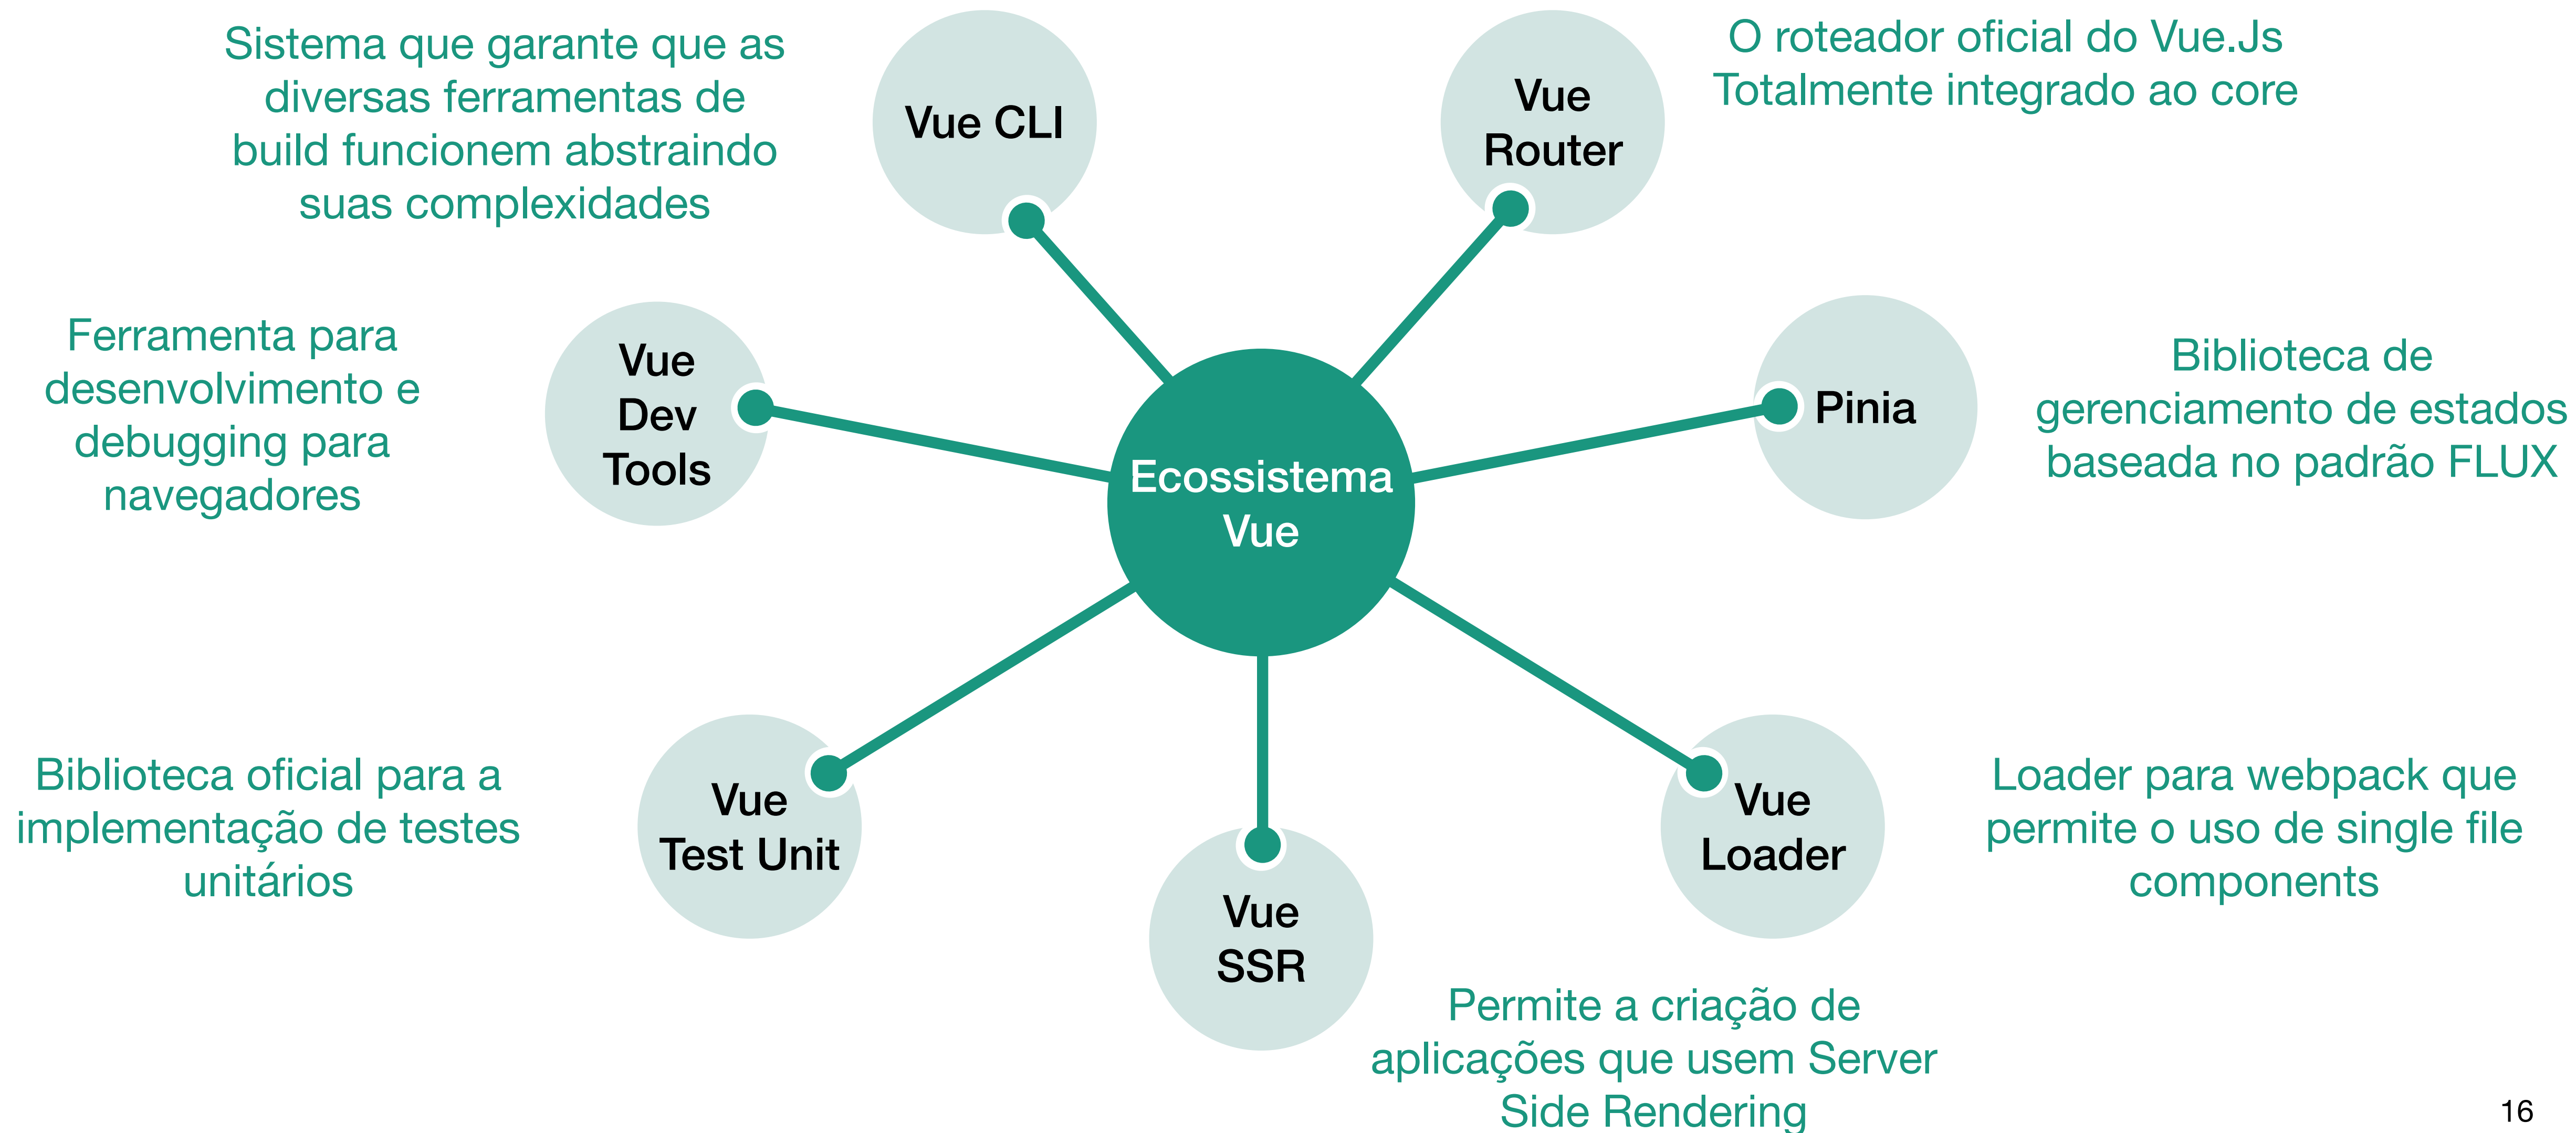 Sistema que garante que as
diversas ferramentas de
build funcionem abstraindo
suas complexidades
Vue CLI
Vue
Router
O roteador oficial do Vue.Js
Totalmente integrado ao core
Ferramenta para
desenvolvimento e
debugging para
navegadores
Vue
Dev
Tools
Ecossistema
Vue
Pinia
Biblioteca de
gerenciamento de estados
baseada no padrão FLUX
Biblioteca oficial para a
implementação de testes
unitários
Vue
Test Unit
Vue
SSR
Permite a criação de
aplicações que usem Server
Side Rendering
Vue
Loader
Loader para webpack que
permite o uso de single file
components
16